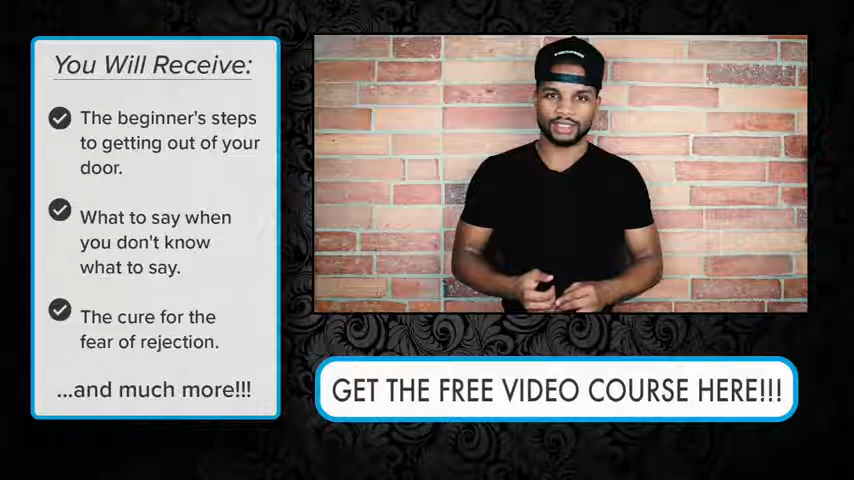 You Will Receive:
The beginner's steps
to getting out of your
door.
What to say when
you don't know
what to say.
The cure for the
fear of rejection.
...and much more!!!
GET THE FREE VIDEO COURSE HERE!!!